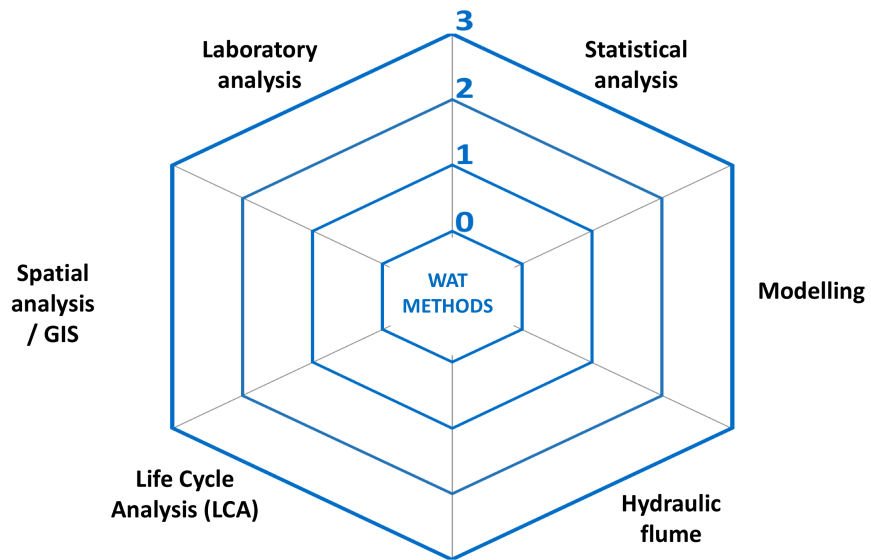 3
Laboratory
analysis
Statistical
analysis
2
1
0
WAT
METHODS
Spatial
analysis
/ GIS
Modelling
Life Cycle
Analysis (LCA)
Hydraulic
flume